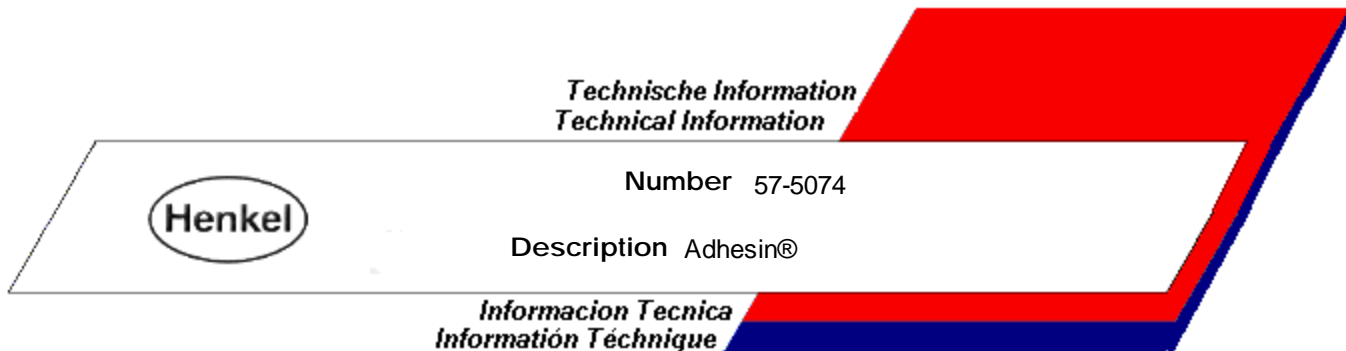 Technische Information
Technical Information
Number 57-5074
Henkel
Description Adhesin®
Informacion Tecnica
Informatión Téchnique